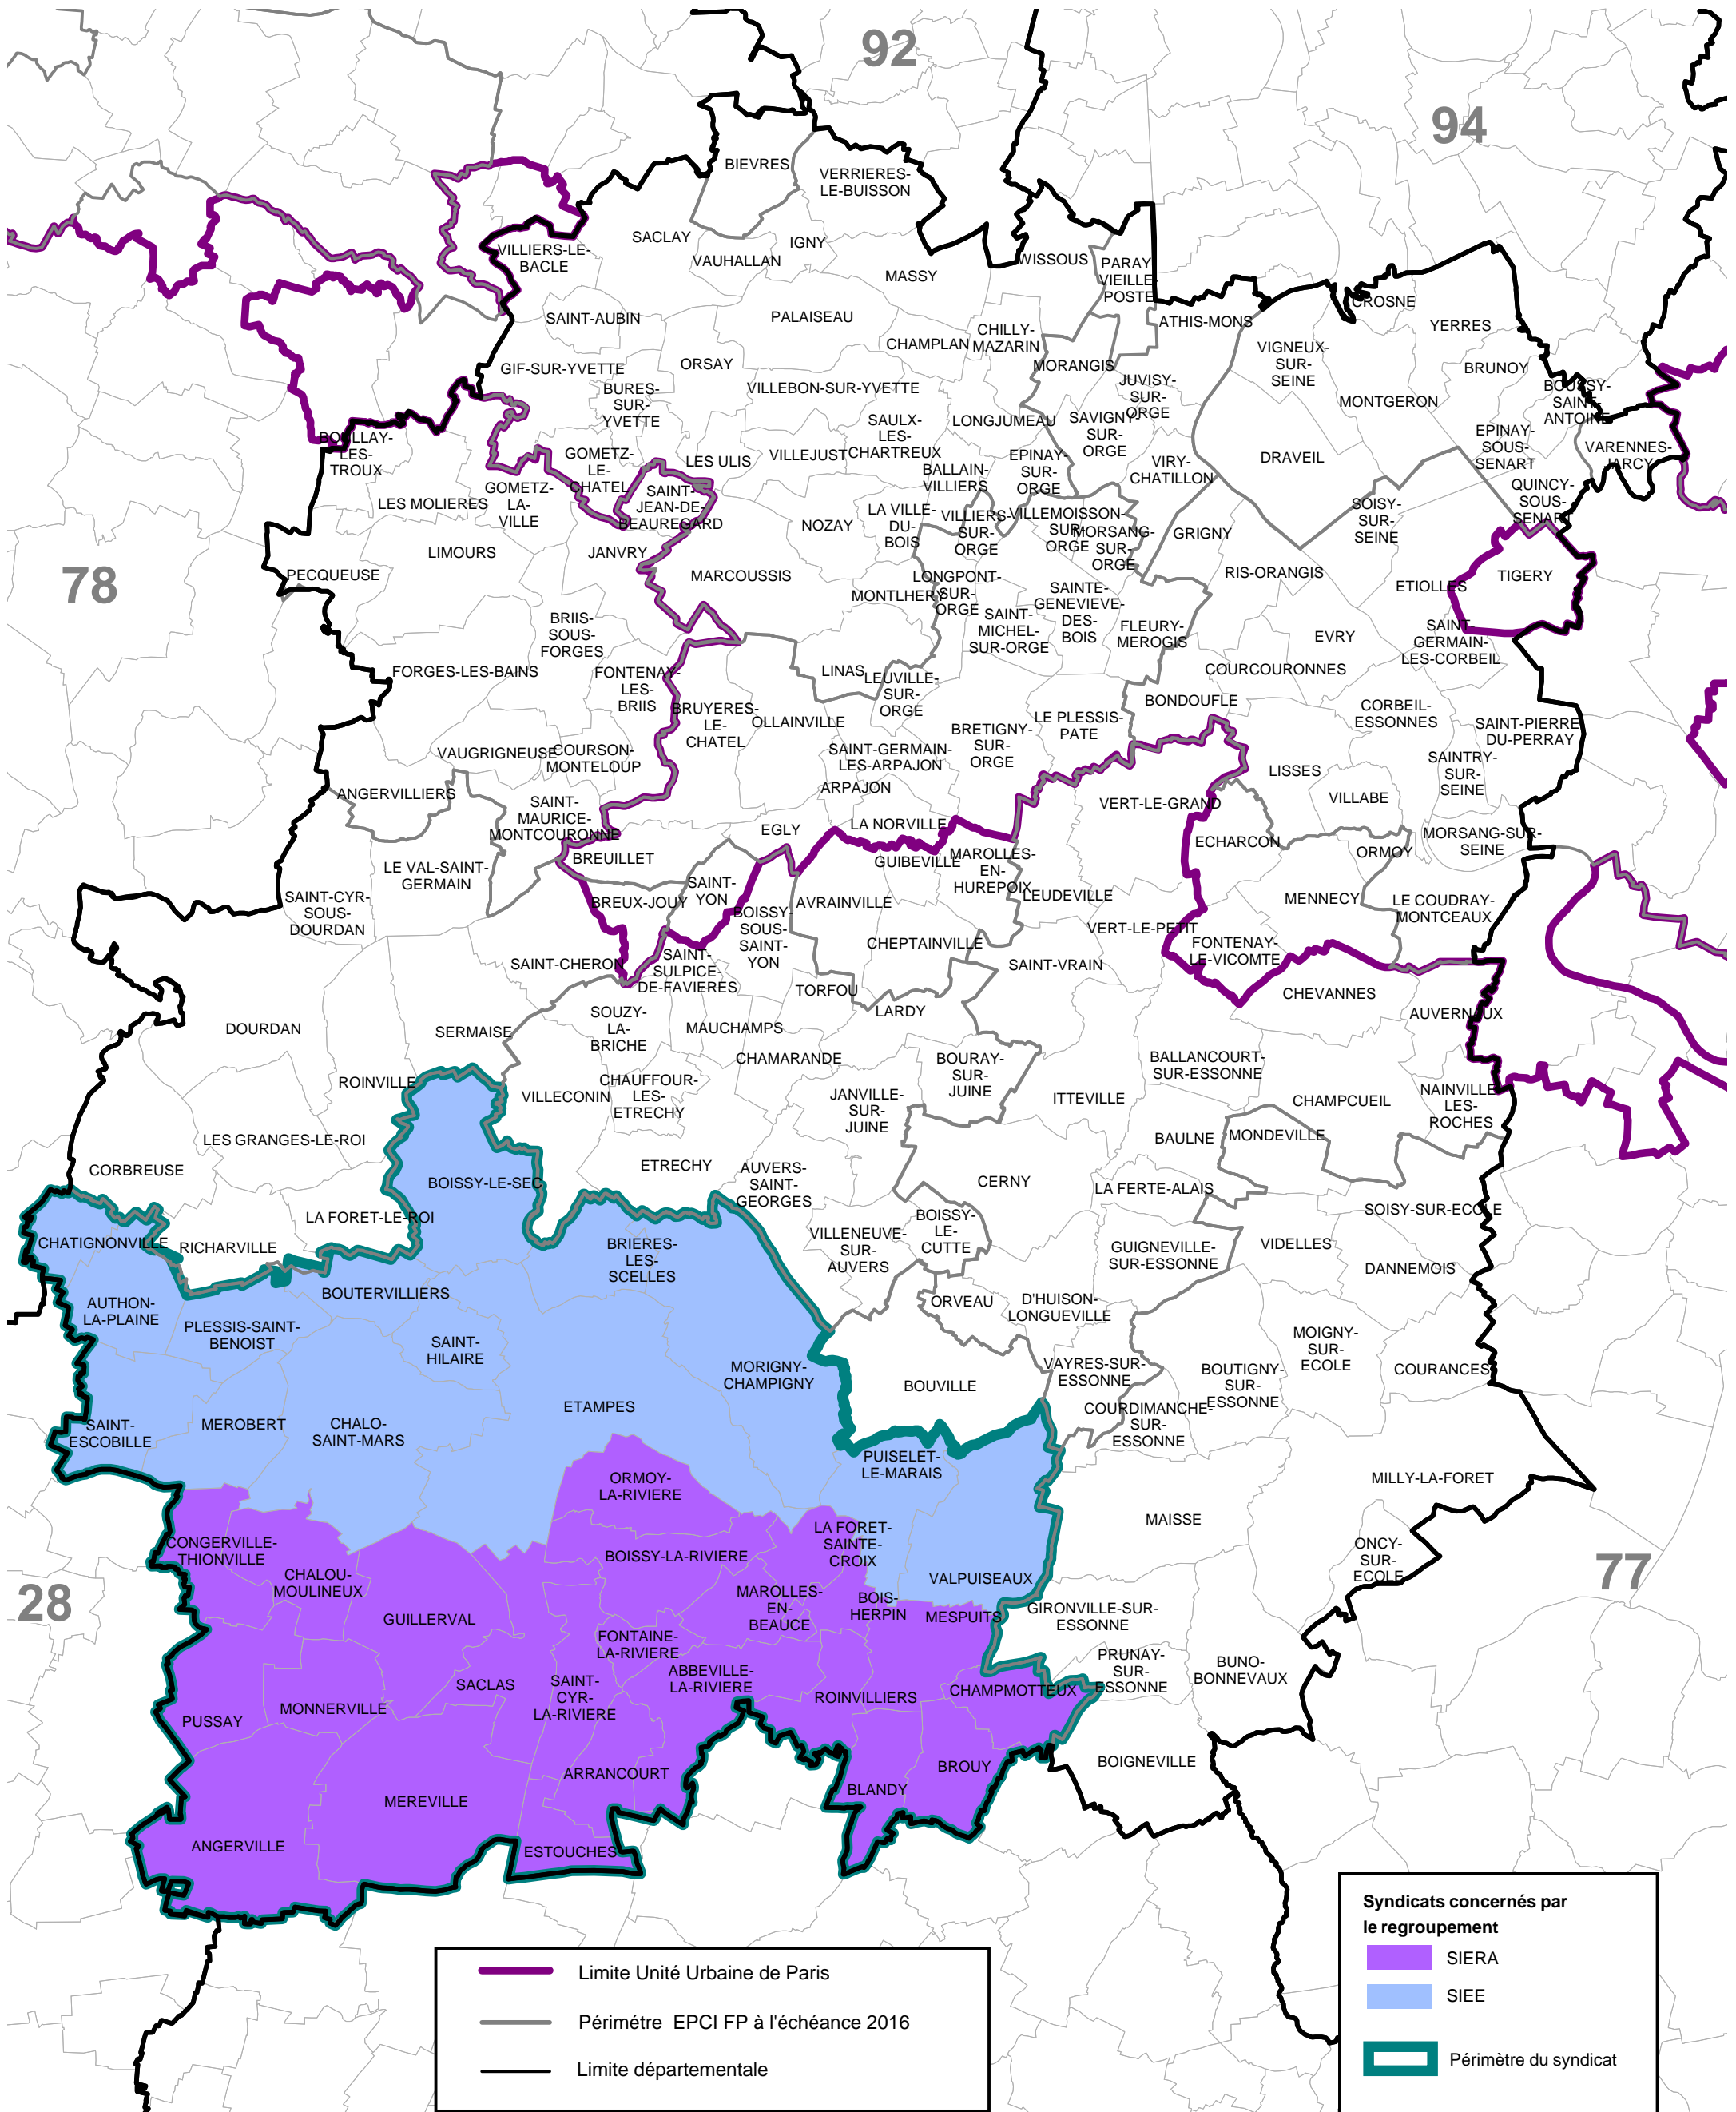 92
94
BIEVRES
VERRIERES-
LE-BUISSON
VILLIERS-LE-
BACLE
SACLAY
VAUHALLAN
IGNY
MASSY
WISSOUS
PARAY
VIEILLE-
POSTE
SAINT-AUBIN
PALAISEAU
CHAMPLAN
CHILLY-
MAZARIN
ATHIS-MONS
CROSNE
YERRES
GIF-SUR-YVETTE
ORSAY
MORANGIS
VIGNEUX-
SUR-
SEINE
BRUNOY
BURES-
SUR-
YVETTE
VILLEBON-SUR-YVETTE
JUVISY-
SUR-
ORGE
MONTGERON
BOUSSY-
SAINT-
ANTOINE
SAULX-
LES-
CHARTREUX
LONGJUMEAU
SAVIGNY-
SUR-
ORGE
EPINAY-
SOUS-
SENART
VARENNES-
JARCY
BOULLAY-
LES-
TROUX
GOMETZ-
LE-
CHATEL
LES ULIS
VILLEJUST
BALLAIN-
VILLIERS
EPINAY-
SUR-
ORGE
VIRY-
CHATILLON
DRAVEIL
QUINCY-
SOUS-
SENART
LES MOLIERES
GOMETZ-
LA-
VILLE
SAINT-
JEAN-DE-
BEAUREGARD
NOZAY
LA VILLE-
DU-
BOIS
VILLIERS-
SUR-
ORGE
VILLEMOISSON-
SUR-
ORGE
MORSANG-
SUR-
ORGE
GRIGNY
SOISY-
SUR-
SEINE
LIMOURS
JANVRY
78
PECQUEUSE
MARCOUSSIS
MONTLHERY
LONGPONT-
SUR-
ORGE
SAINTE-
GENEVIEVE-
DES-
BOIS
RIS-ORANGIS
ETIOLLES
TIGERY
BRIIS-
SOUS-
FORGES
SAINT-
MICHEL-
SUR-ORGE
FLEURY-
MEROGIS
EVRY
SAINT-
GERMAIN-
LES-CORBEIL
FORGES-LES-BAINS
FONTENAY-
LES-
BRIIS
LINAS
LEUVILLE-
SUR-
ORGE
COURCOURONNES
BRUYERES-
LE-
CHATEL
OLLAINVILLE
BRETIGNY-
SUR-
ORGE
LE PLESSIS-
PATE
BONDOUFLE
CORBEIL-
ESSONNES
SAINT-PIERRE
DU-PERRAY
VAUGRIGNEUSE
COURSON-
MONTELOUP
SAINT-GERMAIN-
LES-ARPAJON
LISSES
SAINTRY-
SUR-
SEINE
ANGERVILLIERS
SAINT-
MAURICE-
MONTCOURONNE
ARPAJON
VERT-LE-GRAND
VILLABE
EGLY
LA NORVILLE
ECHARCON
ORMOY
MORSANG-SUR-
SEINE
LE VAL-SAINT-
GERMAIN
BREUILLET
GUIBEVILLE
MAROLLES-
EN-
HUREPOIX
SAINT-CYR-
SOUS-
DOURDAN
BREUX-JOUY
SAINT-
YON
AVRAINVILLE
LEUDEVILLE
MENNECY
LE COUDRAY-
MONTCEAUX
BOISSY-
SOUS-
SAINT-
YON
CHEPTAINVILLE
VERT-LE-PETIT
FONTENAY-
LE-VICOMTE
SAINT-CHERON
SAINT-
SULPICE-
DE-FAVIERES
SAINT-VRAIN
TORFOU
LARDY
CHEVANNES
AUVERNAUX
DOURDAN
SERMAISE
SOUZY-
LA-
BRICHE
MAUCHAMPS
CHAMARANDE
BOURAY-
SUR-
JUINE
BALLANCOURT-
SUR-ESSONNE
ROINVILLE
VILLECONIN
CHAUFFOUR-
LES-
ETRECHY
JANVILLE-
SUR-
JUINE
ITTEVILLE
CHAMPCUEIL
NAINVILLE
LES-
ROCHES
LES GRANGES-LE-ROI
BAULNE
MONDEVILLE
CORBREUSE
ETRECHY
BOISSY-LE-SEC
AUVERS-
SAINT-
GEORGES
CERNY
LA FERTE-ALAIS
LA FORET-LE-ROI
SOISY-SUR-ECOLE
CHATIGNONVILLE
RICHARVILLE
BRIERES-
LES-
SCELLES
VILLENEUVE-
SUR-
AUVERS
BOISSY-
LE-
CUTTE
GUIGNEVILLE-
SUR-ESSONNE
VIDELLES
DANNEMOIS
AUTHON-
LA-PLAINE
BOUTERVILLIERS
ORVEAU
D'HUISON-
LONGUEVILLE
PLESSIS-SAINT-
BENOIST
SAINT-
HILAIRE
MORIGNY-
CHAMPIGNY
BOUVILLE
VAYRES-SUR-
ESSONNE
BOUTIGNY-
SUR-
ESSONNE
MOIGNY-
SUR-
ECOLE
COURANCES
ETAMPES
SAINT-
ESCOBILLE
MEROBERT
CHALO-
SAINT-MARS
COURDIMANCHE
SUR-
ESSONNE
PUISELET-
LE-MARAIS
MILLY-LA-FORET
ORMOY-
LA-RIVIERE
MAISSE
CONGERVILLE-
THIONVILLE
LA FORET-
SAINTE-
CROIX
ONCY-
SUR-
ECOLE
77
28
CHALOU-
MOULINEUX
BOISSY-LA-RIVIERE
VALPUISEAUX
GUILLERVAL
MAROLLES-
EN-
BEAUCE
BOIS-
HERPIN
MESPUITS
GIRONVILLE-SUR-
ESSONNE
FONTAINE-
LA-RIVIERE
PRUNAY-
SUR-
ESSONNE
BUNO-
BONNEVAUX
SACLAS
SAINT-
CYR-
LA-RIVIERE
ABBEVILLE-
LA-RIVIERE
ROINVILLIERS
CHAMPMOTTEUX
PUSSAY
MONNERVILLE
ARRANCOURT
BLANDY
BROUY
BOIGNEVILLE
MEREVILLE
ANGERVILLE
ESTOUCHES
Syndicats concernés par
le regroupement
SIERA
SIEE
Périmètre du syndicat
Limite Unité Urbaine de Paris
Périmétre EPCI FP à l'échéance 2016
Limite départementale